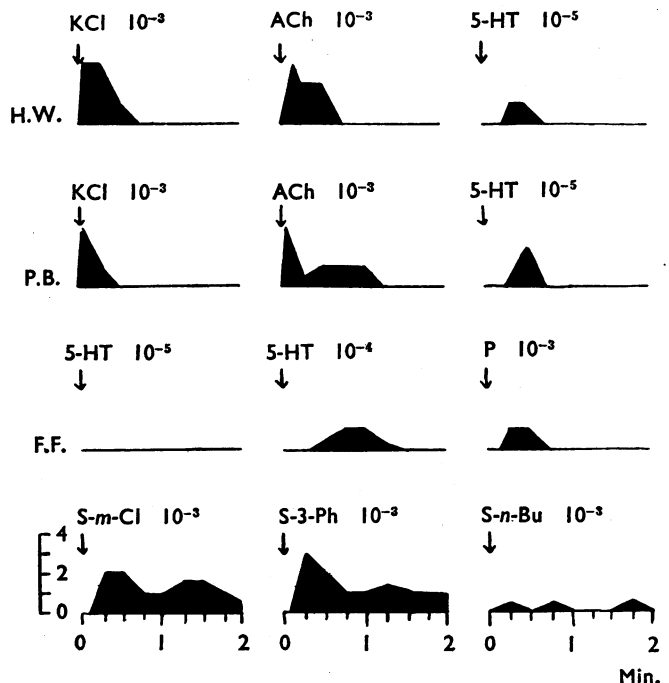 KCl 10⁻³ ACh 10⁻³ 5-HT 10⁻⁵
H.W.
KCl 10⁻³ ACh 10⁻³ 5-HT 10⁻⁵
P.B.
5-HT 10⁻⁵ 5-HT 10⁻⁴ P 10⁻³
F.F.
S-m-Cl 10⁻³ S-3-Ph 10⁻³ S-n-Bu 10⁻³
4
2
0
0 1 2 0 1 2 0 1 2
Min.